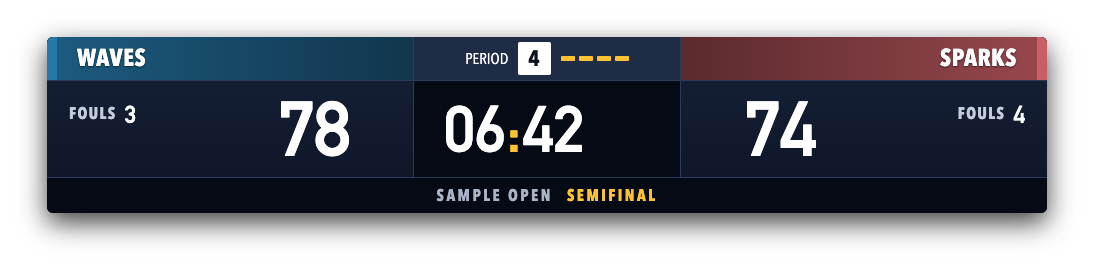 WAVES
PERIOD 4
SPARKS
FOULS 3
78
06:42
74
FOULS 4
SAMPLE OPEN SEMIFINAL